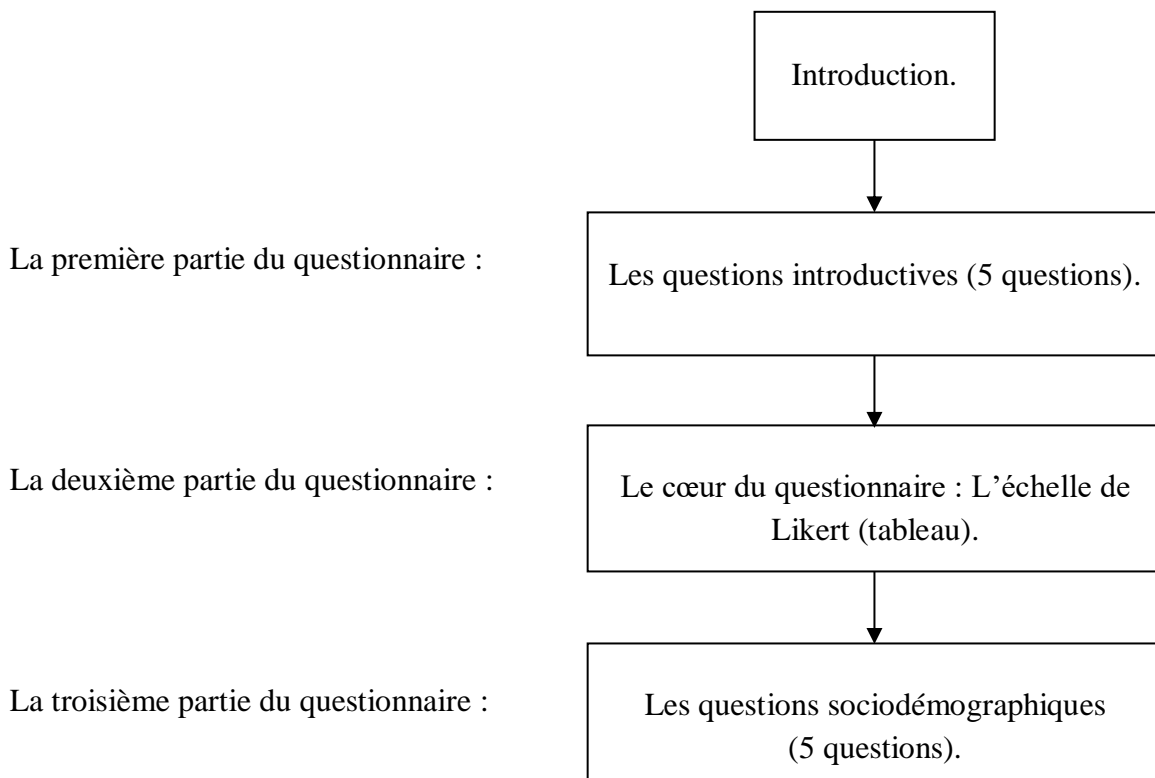 Introduction.
La première partie du questionnaire :
Les questions introductives (5 questions).
La deuxième partie du questionnaire :
Le cœur du questionnaire : L’échelle de
Likert (tableau).
La troisième partie du questionnaire :
Les questions sociodémographiques
(5 questions).